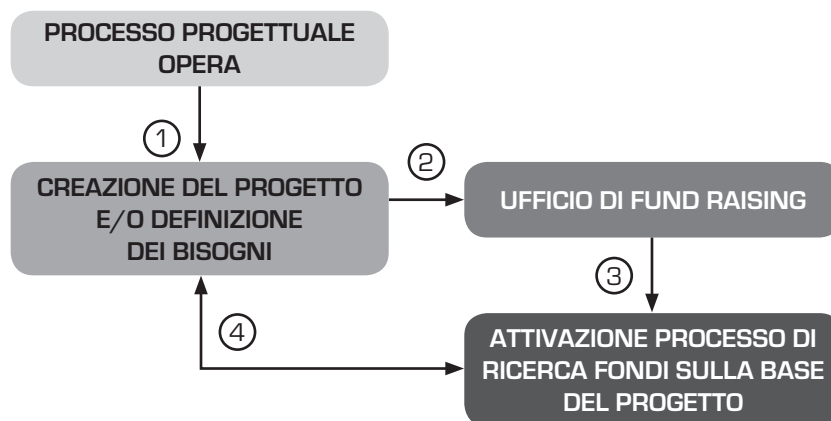 PROCESSO PROGETTUALE
OPERA
1
CREAZIONE DEL PROGETTO
E/O DEFINIZIONE
DEI BISOGNI
2
UFFICIO DI FUND RAISING
3
4
ATTIVAZIONE PROCESSO DI
RICERCA FONDI SULLA BASE
DEL PROGETTO